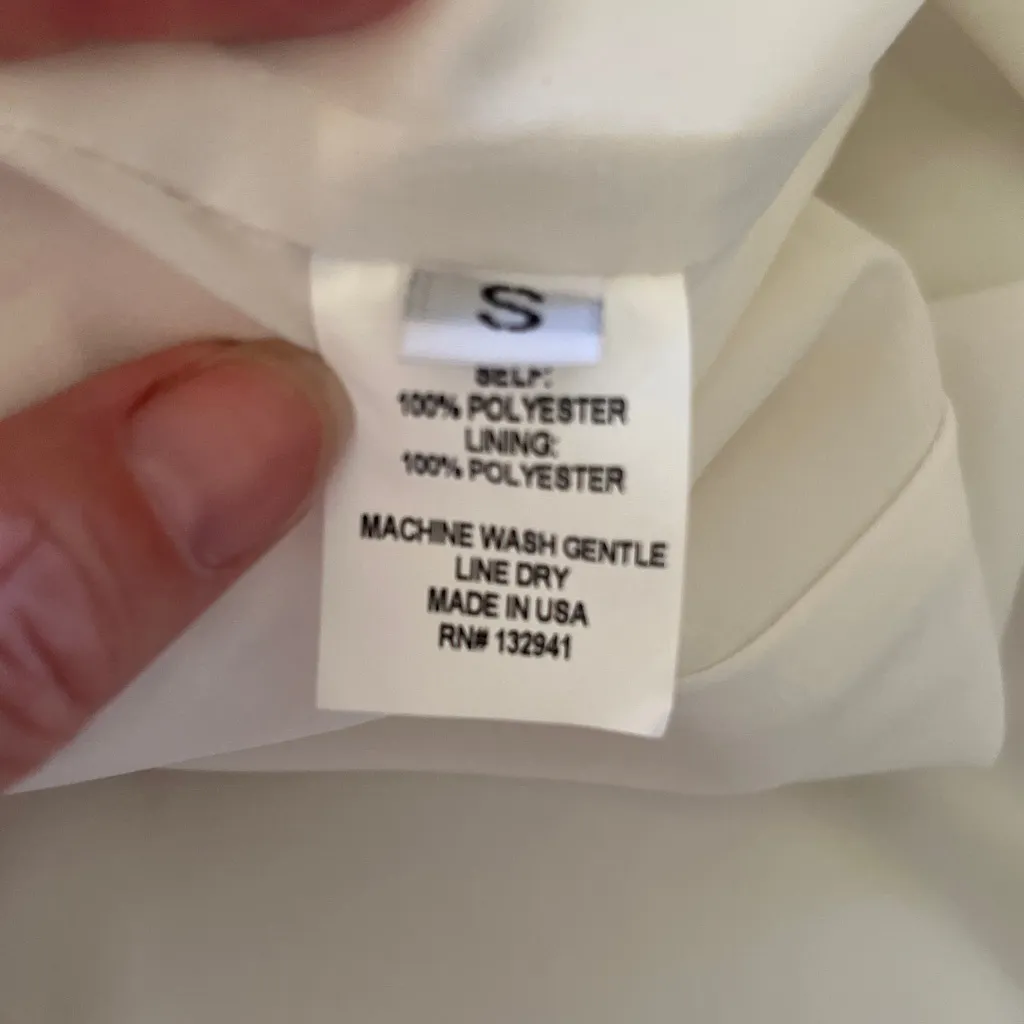 S
SELF:
100% POLYESTER
LINING:
100% POLYESTER
MACHINE WASH GENTLE
LINE DRY
MADE IN USA
RN# 132941